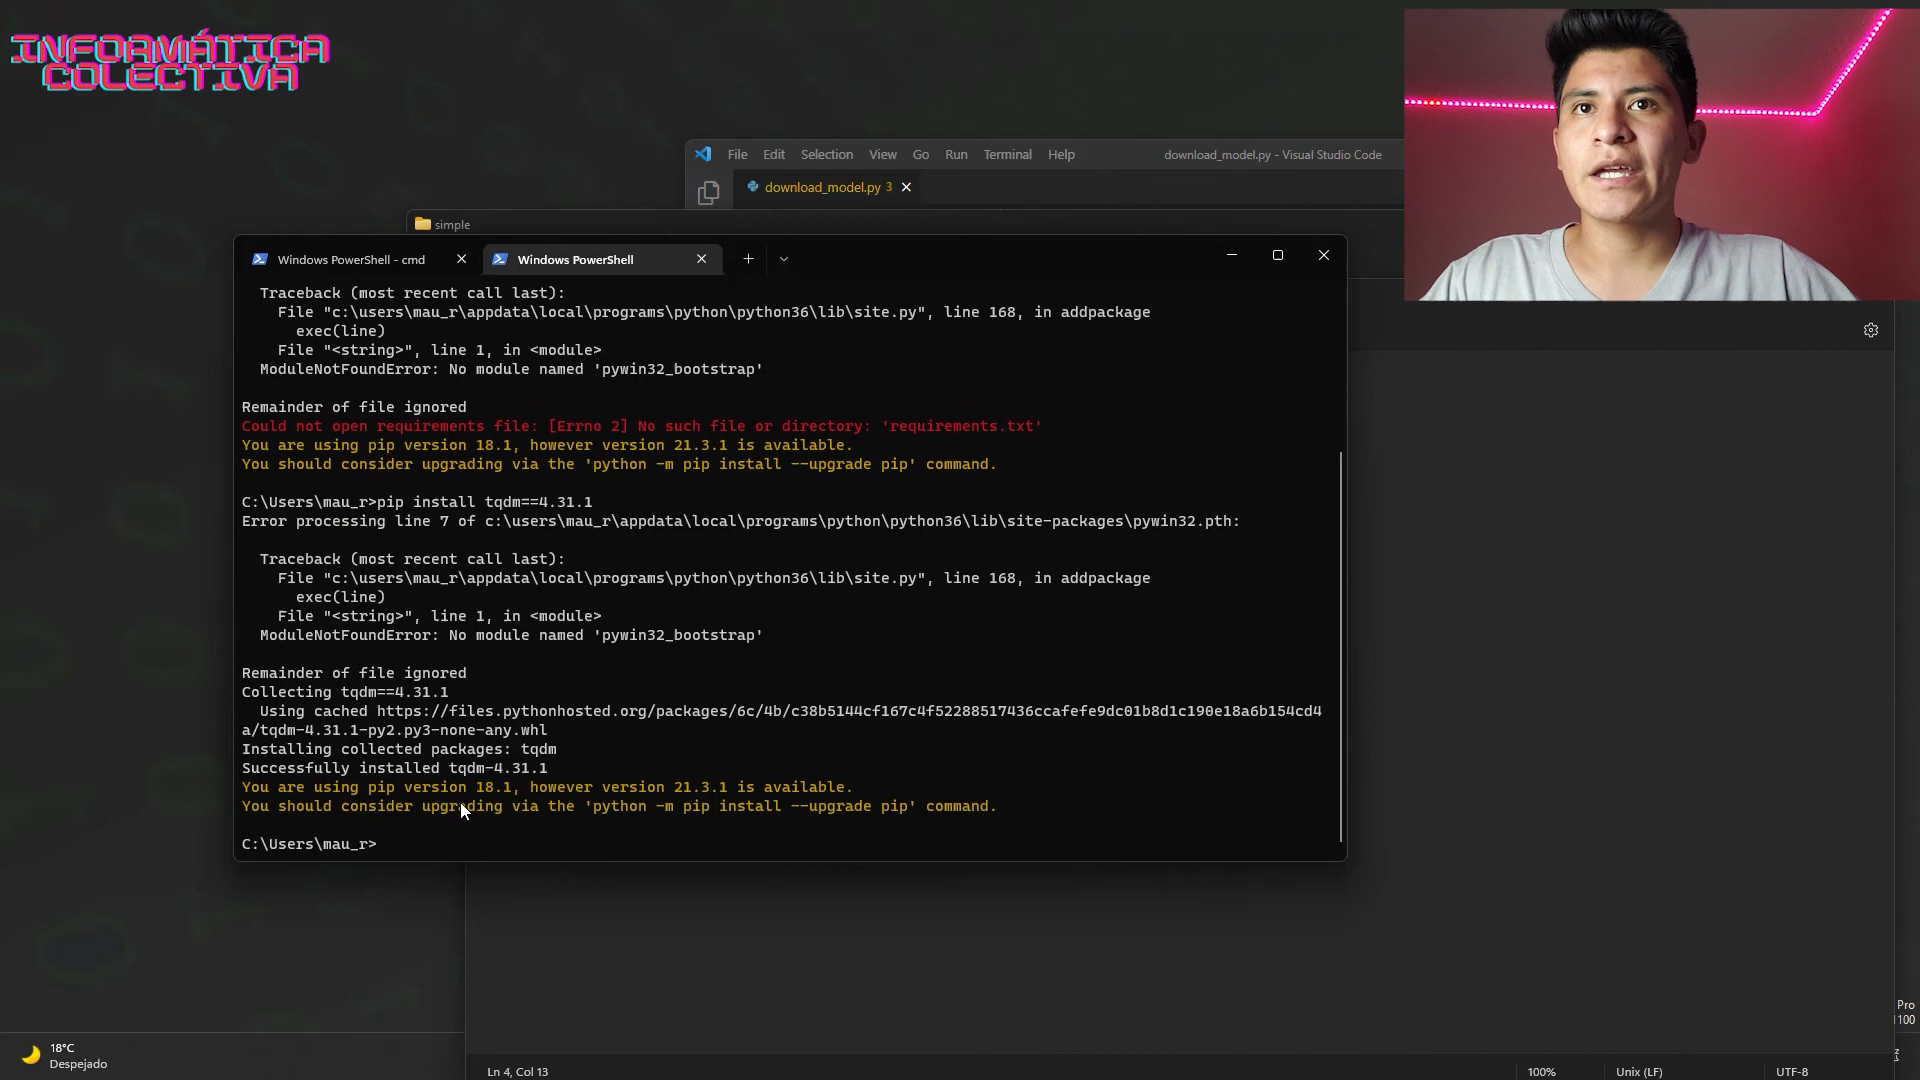 INFORMÁTICA
COLECTIVA
File Edit Selection View Go Run Terminal Help download_model.py - Visual Studio Code
download_model.py 3
simple
Windows PowerShell - cmd
Windows PowerShell
Traceback (most recent call last):
File "c:\users\mau_r\appdata\local\programs\python\python36\lib\site.py", line 168, in addpackage
exec(line)
File "<string>", line 1, in <module>
ModuleNotFoundError: No module named 'pywin32_bootstrap'
Remainder of file ignored
Could not open requirements file: [Errno 2] No such file or directory: 'requirements.txt'
You are using pip version 18.1, however version 21.3.1 is available.
You should consider upgrading via the 'python -m pip install --upgrade pip' command.
C:\Users\mau_r>pip install tqdm==4.31.1
Error processing line 7 of c:\users\mau_r\appdata\local\programs\python\python36\lib\site-packages\pywin32.pth:
Traceback (most recent call last):
File "c:\users\mau_r\appdata\local\programs\python\python36\lib\site.py", line 168, in addpackage
exec(line)
File "<string>", line 1, in <module>
ModuleNotFoundError: No module named 'pywin32_bootstrap'
Remainder of file ignored
Collecting tqdm==4.31.1
Using cached https://files.pythonhosted.org/packages/6c/4b/c38b5144cf167c4f52288517436ccafefe9dc01b8d1c190e18a6b154cd4
a/tqdm-4.31.1-py2.py3-none-any.whl
Installing collected packages: tqdm
Successfully installed tqdm-4.31.1
You are using pip version 18.1, however version 21.3.1 is available.
You should consider upgrading via the 'python -m pip install --upgrade pip' command.
C:\Users\mau_r>
Pro
1100
18°C
Despejado
Ln 4, Col 13
100%
Unix (LF)
UTF-8